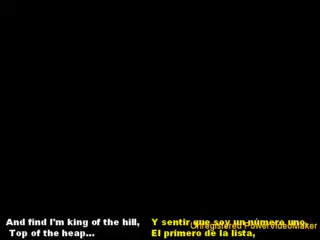 And find I'm king of the hill,
Top of the heap...
Y sentir que soy un número uno,
El primero de la lista,
Unregistered PowerVideoMaker